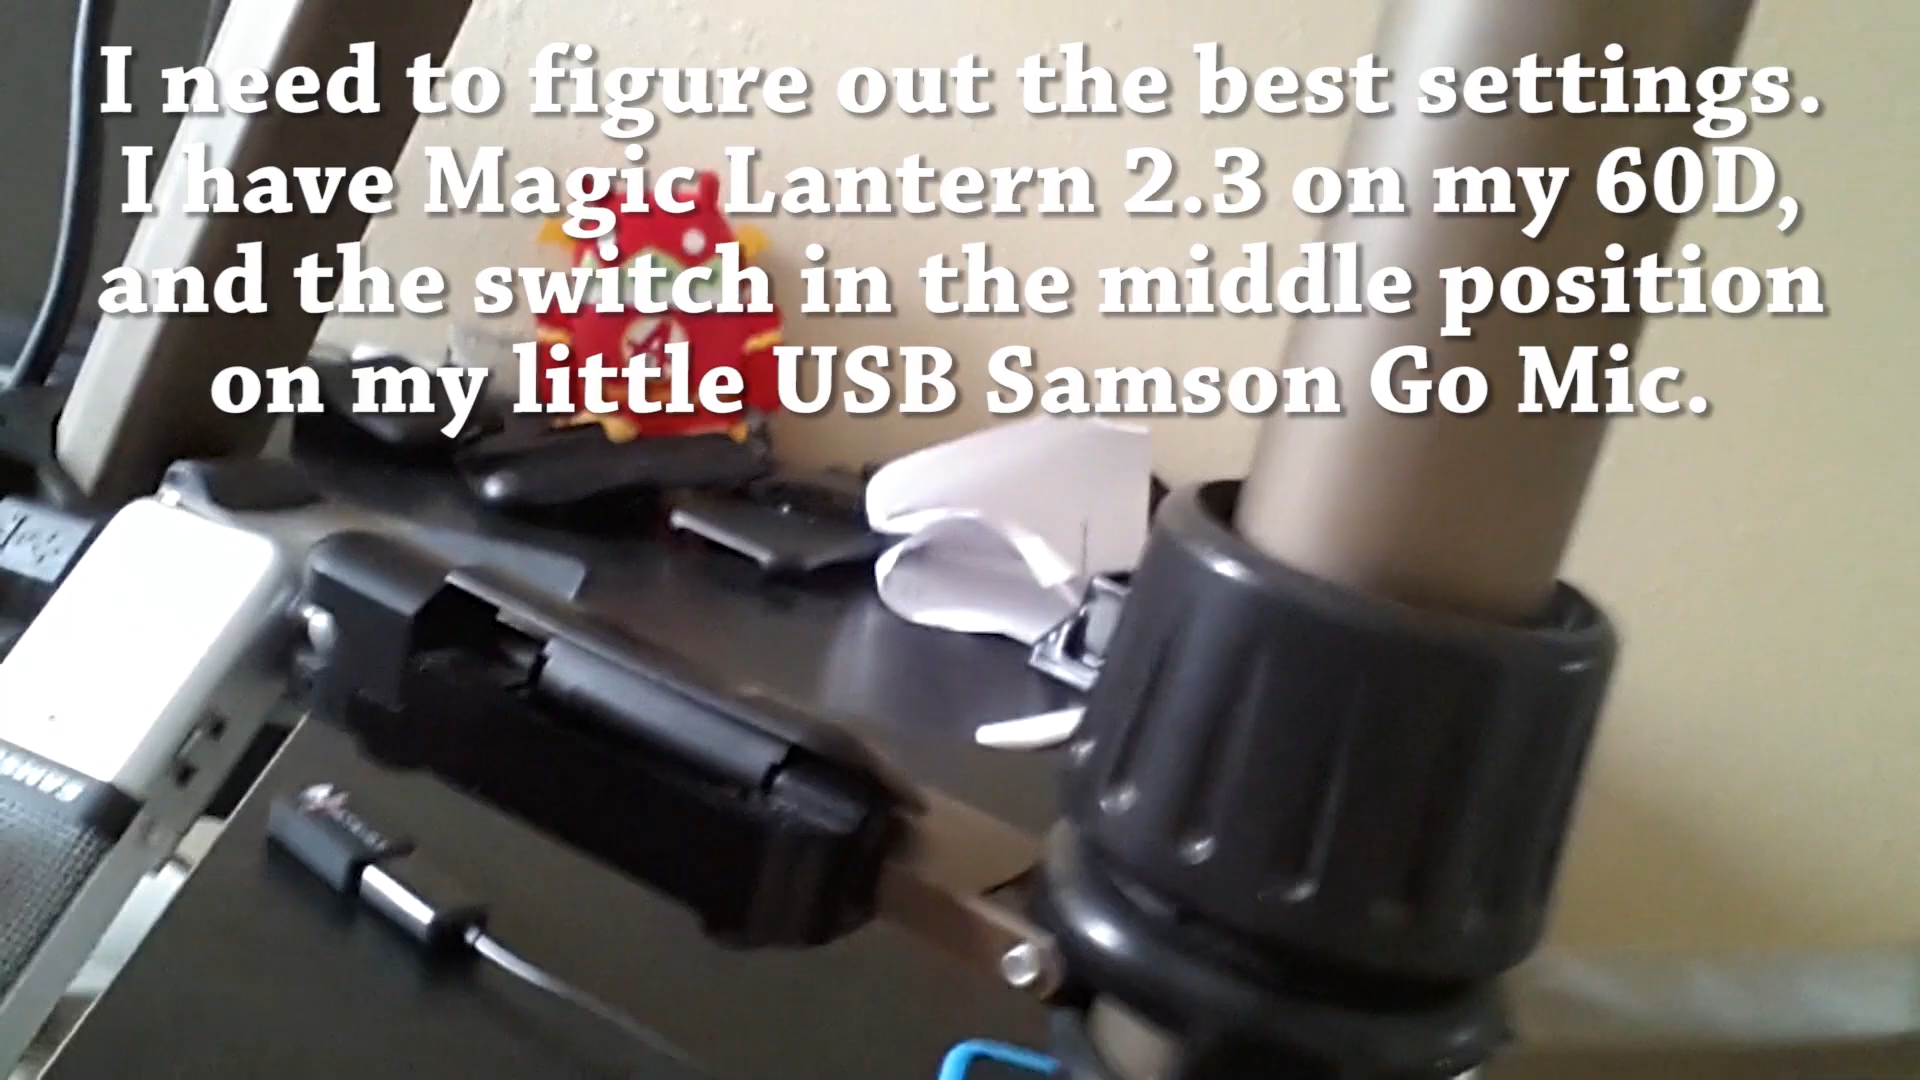 I need to figure out the best settings.
I have Magic Lantern 2.3 on my 60D,
and the switch in the middle position
on my little USB Samson Go Mic.